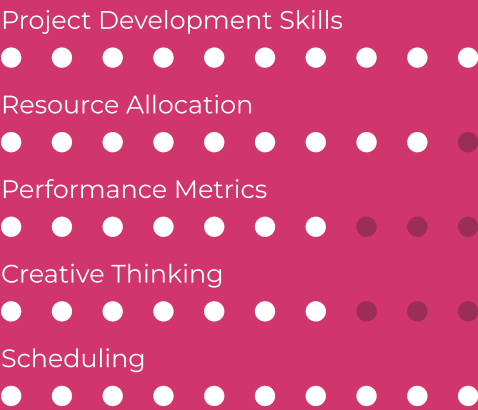 Project Development Skills
Resource Allocation
Performance Metrics
Creative Thinking
Scheduling